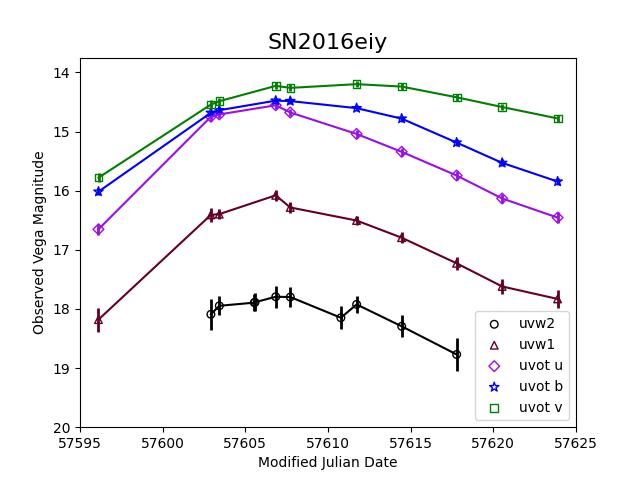 SN2016eiy
14
15
16
17
18
19
20
Observed Vega Magnitude
57595 57600 57605 57610 57615 57620 57625
Modified Julian Date
uvw2
uvw1
uvot u
uvot b
uvot v